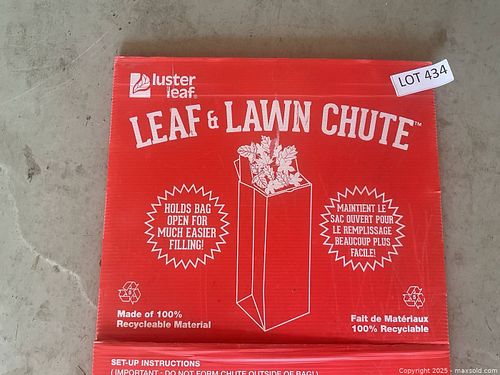 luster
leaf®
LOT 434
LEAF & LAWN CHUTE™
HOLDS BAG
OPEN FOR
MUCH EASIER
FILLING!
MAINTIENT LE
SAC OUVERT POUR
LE REMPLISSAGE
BEAUCOUP PLUS
FACILE!
Made of 100%
Recycleable Material
Fait de Matériaux
100% Recyclable
SET-UP INSTRUCTIONS
(IMPORTANT - DO NOT FORM CHUTE OUTSIDE OF BAG!)
Copyright 2025 - maxsold.com